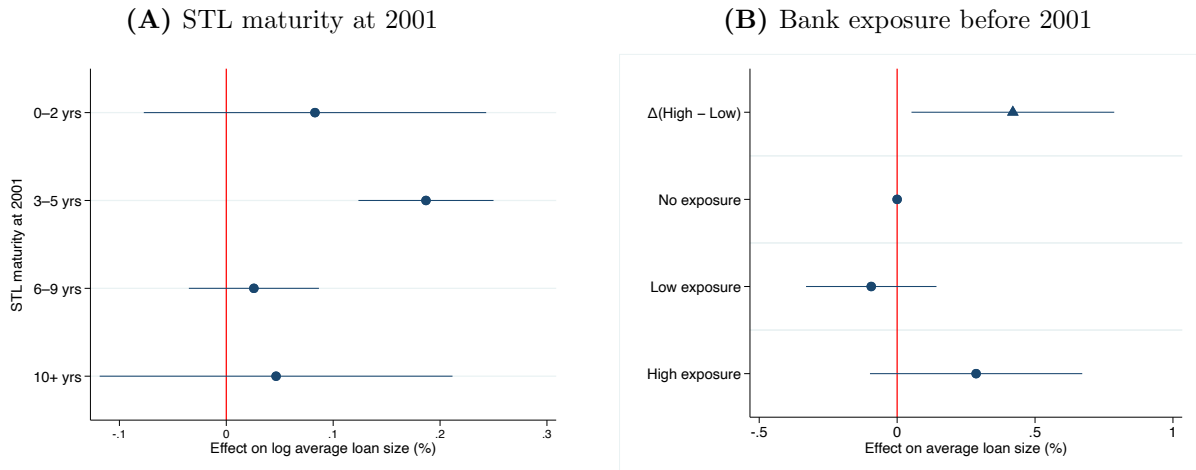 (A) STL maturity at 2001
STL maturity at 2001
0–2 yrs
3–5 yrs
6–9 yrs
10+ yrs
-.1 0 .1 .2 .3
Effect on log average loan size (%)
(B) Bank exposure before 2001
Δ(High – Low)
No exposure
Low exposure
High exposure
-.5 0 .5 1
Effect on average loan size (%)